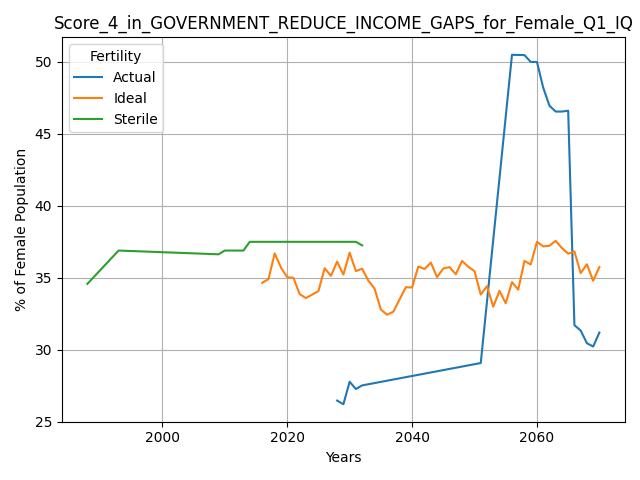 Score_4_in_GOVERNMENT_REDUCE_INCOME_GAPS_for_Female_Q1_IQ
Fertility
Actual
Ideal
Sterile
% of Female Population
50
45
40
35
30
25
2000
2020
2040
2060
Years